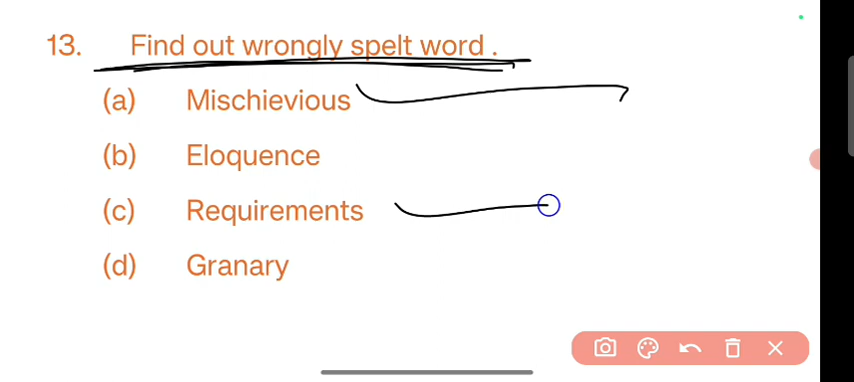 13. Find out wrongly spelt word .
(a) Mischievious
(b) Eloquence
(c) Requirements
(d) Granary